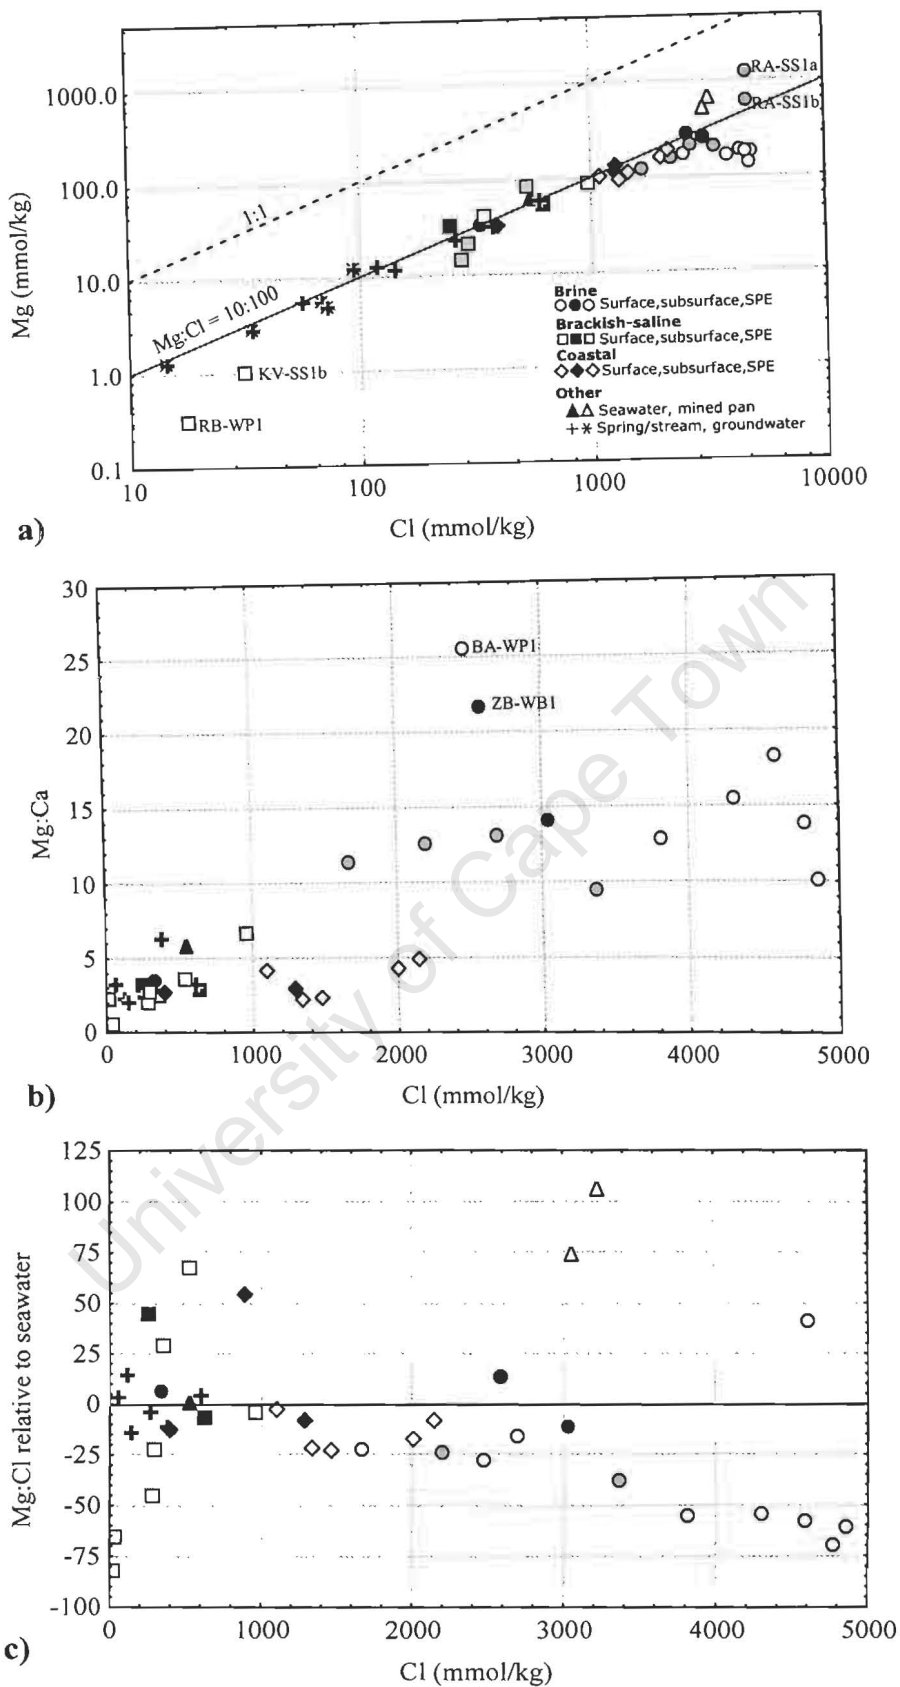 1000.0
100.0
10.0
1.0
0.1
Mg (mmol/kg)
1:1
Mg:Cl = 10:100
RA-SS1a
RA-SS1b
KV-SS1b
RB-WP1
Brine
Surface,subsurface,SPE
Brackish-saline
Surface,subsurface,SPE
Coastal
Surface,subsurface,SPE
Other
Seawater, mined pan
Spring/stream, groundwater
10 100 1000 10000
Cl (mmol/kg)
a)
30
25
20
15
10
5
0
Mg:Ca
BA-WP1
ZB-WB1
0 1000 2000 3000 4000 5000
Cl (mmol/kg)
b)
125
100
75
50
25
0
-25
-50
-75
-100
Mg:Cl relative to seawater
0 1000 2000 3000 4000 5000
Cl (mmol/kg)
c)
University of Cape Town